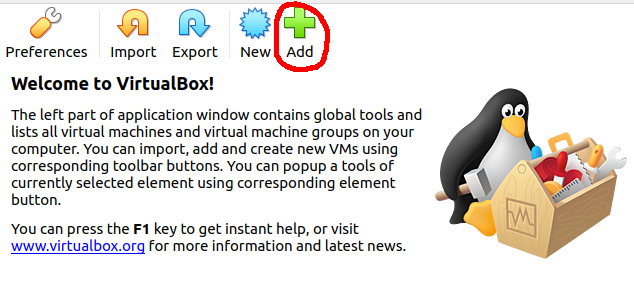 Preferences Import Export New Add
Welcome to VirtualBox!
The left part of application window contains global tools and
lists all virtual machines and virtual machine groups on your
computer. You can import, add and create new VMs using
corresponding toolbar buttons. You can popup a tools of
currently selected element using corresponding element
button.
You can press the F1 key to get instant help, or visit
www.virtualbox.org for more information and latest news.